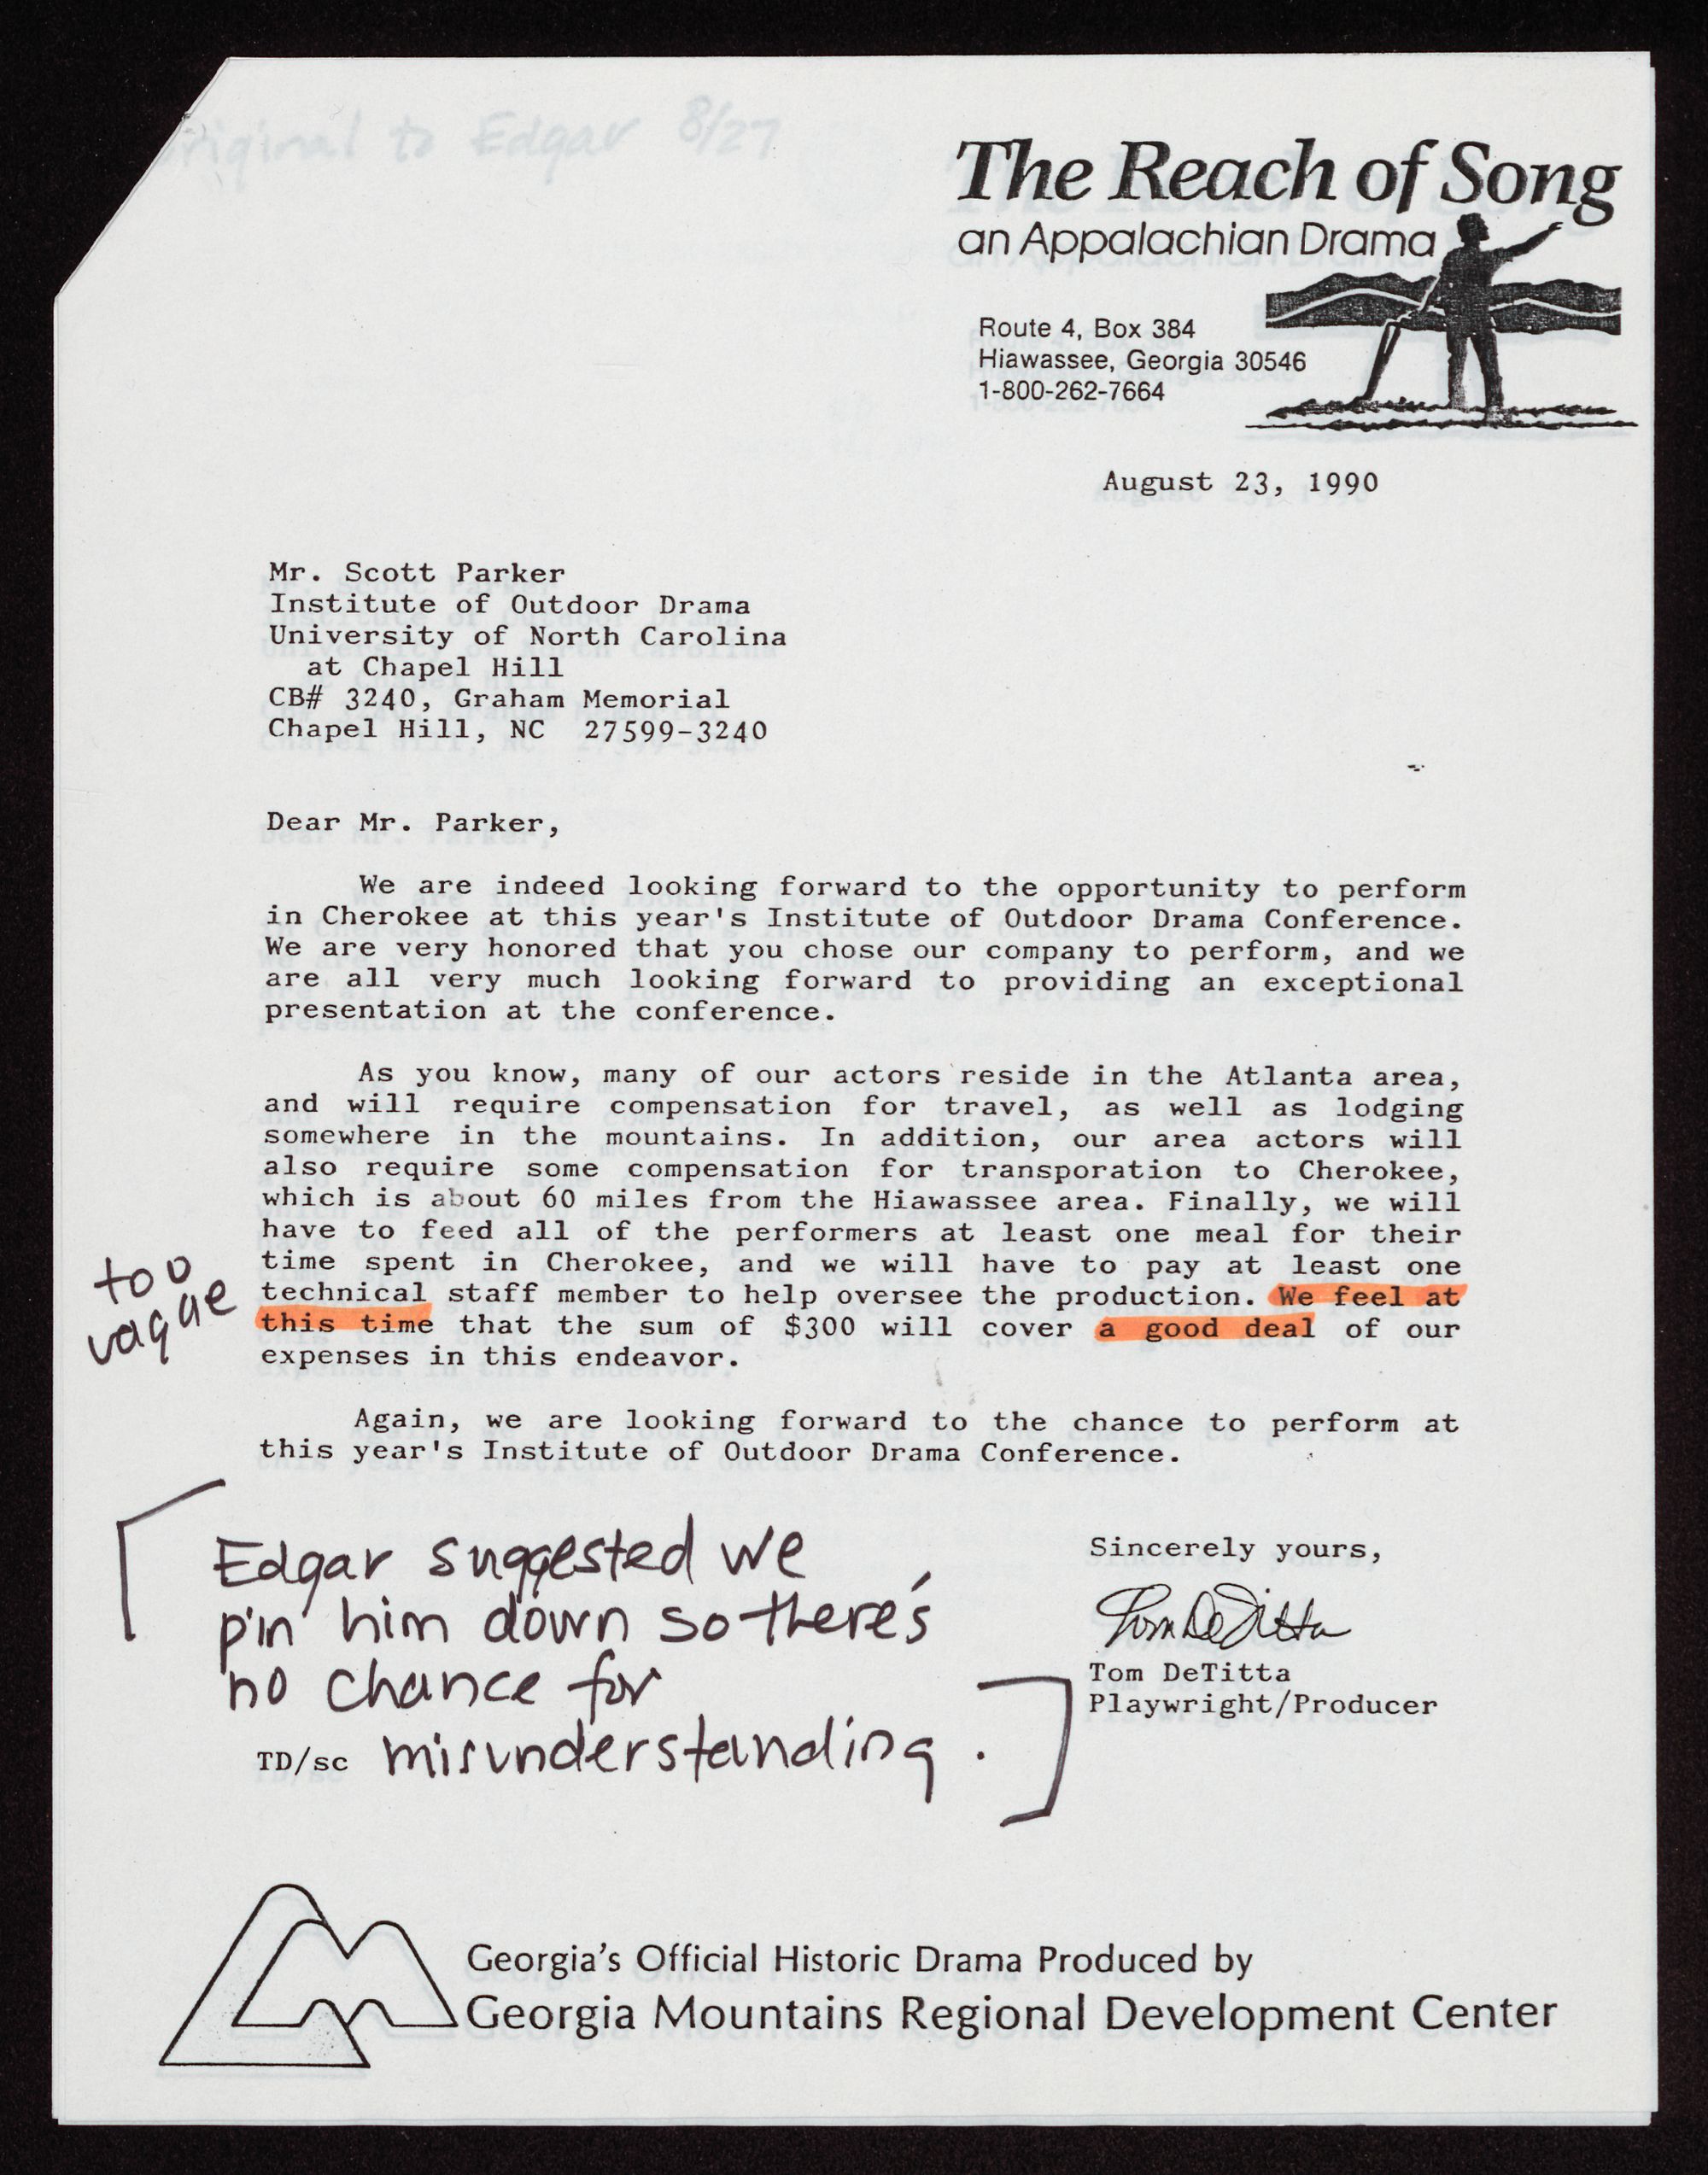 original to Edgar 8/27
The Reach of Song
an Appalachian Drama
Route 4, Box 384
Hiawassee, Georgia 30546
1-800-262-7664
August 23, 1990
Mr. Scott Parker
Institute of Outdoor Drama
University of North Carolina
at Chapel Hill
CB# 3240, Graham Memorial
Chapel Hill, NC 27599-3240
Dear Mr. Parker,
We are indeed looking forward to the opportunity to perform
in Cherokee at this year's Institute of Outdoor Drama Conference.
We are very honored that you chose our company to perform, and we
are all very much looking forward to providing an exceptional
presentation at the conference.
As you know, many of our actors reside in the Atlanta area,
and will require compensation for travel, as well as lodging
somewhere in the mountains. In addition, our area actors will
also require some compensation for transporation to Cherokee,
which is about 60 miles from the Hiawassee area. Finally, we will
have to feed all of the performers at least one meal for their
time spent in Cherokee, and we will have to pay at least one
technical staff member to help oversee the production. We feel at
this time that the sum of $300 will cover a good deal of our
expenses in this endeavor.
too
vague
Again, we are looking forward to the chance to perform at
this year's Institute of Outdoor Drama Conference.
Edgar suggested we
pin him down so there's
no chance for
misunderstanding.
Sincerely yours,
Tom DeTitta
Tom DeTitta
Playwright/Producer
TD/sc
Georgia's Official Historic Drama Produced by
Georgia Mountains Regional Development Center